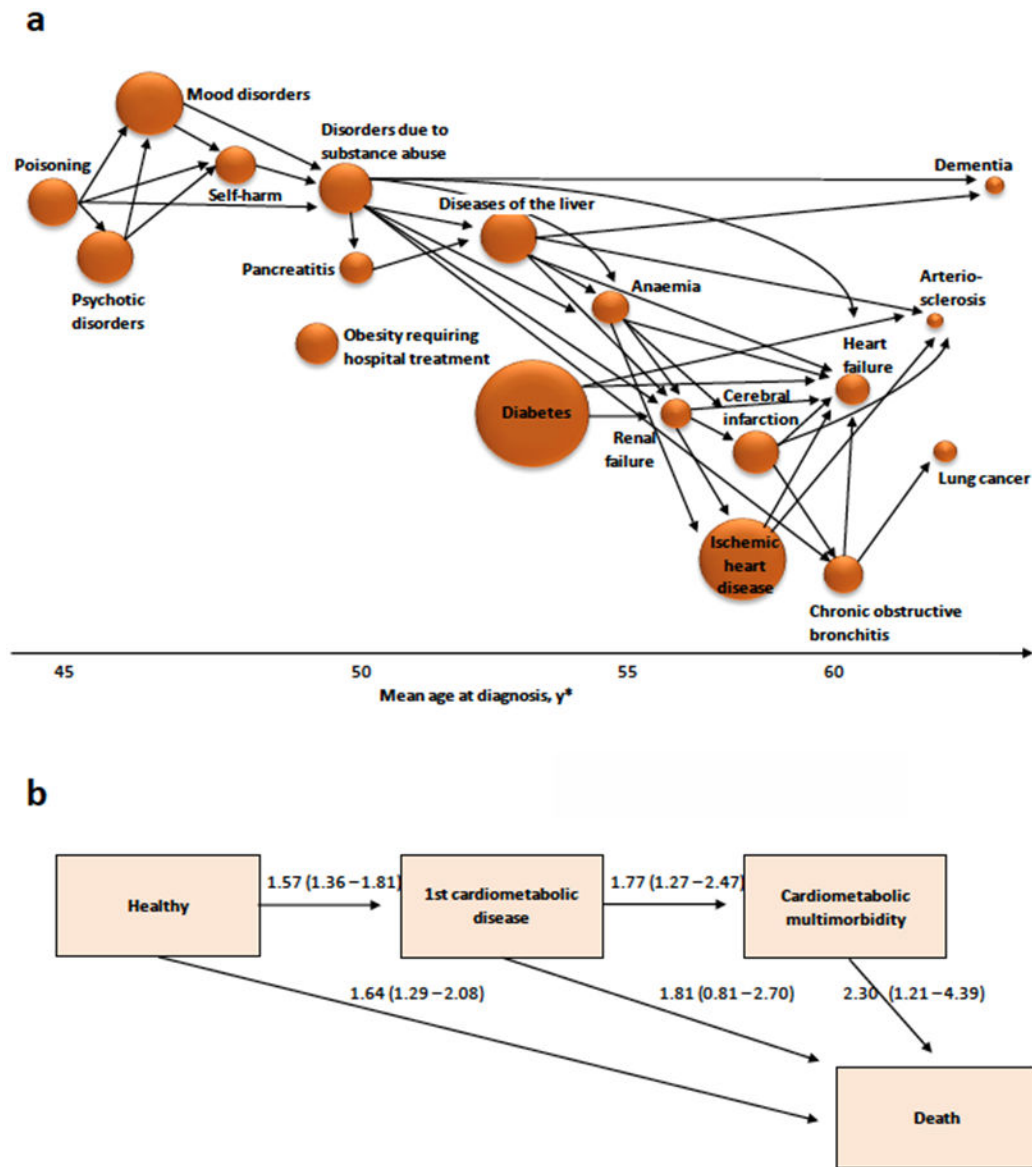 a
Mood disorders
Disorders due to
substance abuse
Poisoning
Dementia
Self-harm
Diseases of the liver
Pancreatitis
Psychotic
disorders
Anaemia
Arterio-
sclerosis
Obesity requiring
hospital treatment
Heart
failure
Diabetes
Cerebral
infarction
Renal
failure
Lung cancer
Ischemic
heart
disease
Chronic obstructive
bronchitis
45 50 55 60
Mean age at diagnosis, y*
b
Healthy
1.57 (1.36 – 1.81)
1st cardiometabolic
disease
1.77 (1.27 – 2.47)
Cardiometabolic
multimorbidity
1.64 (1.29 – 2.08)
1.81 (0.81 – 2.70)
2.30 (1.21 – 4.39)
Death